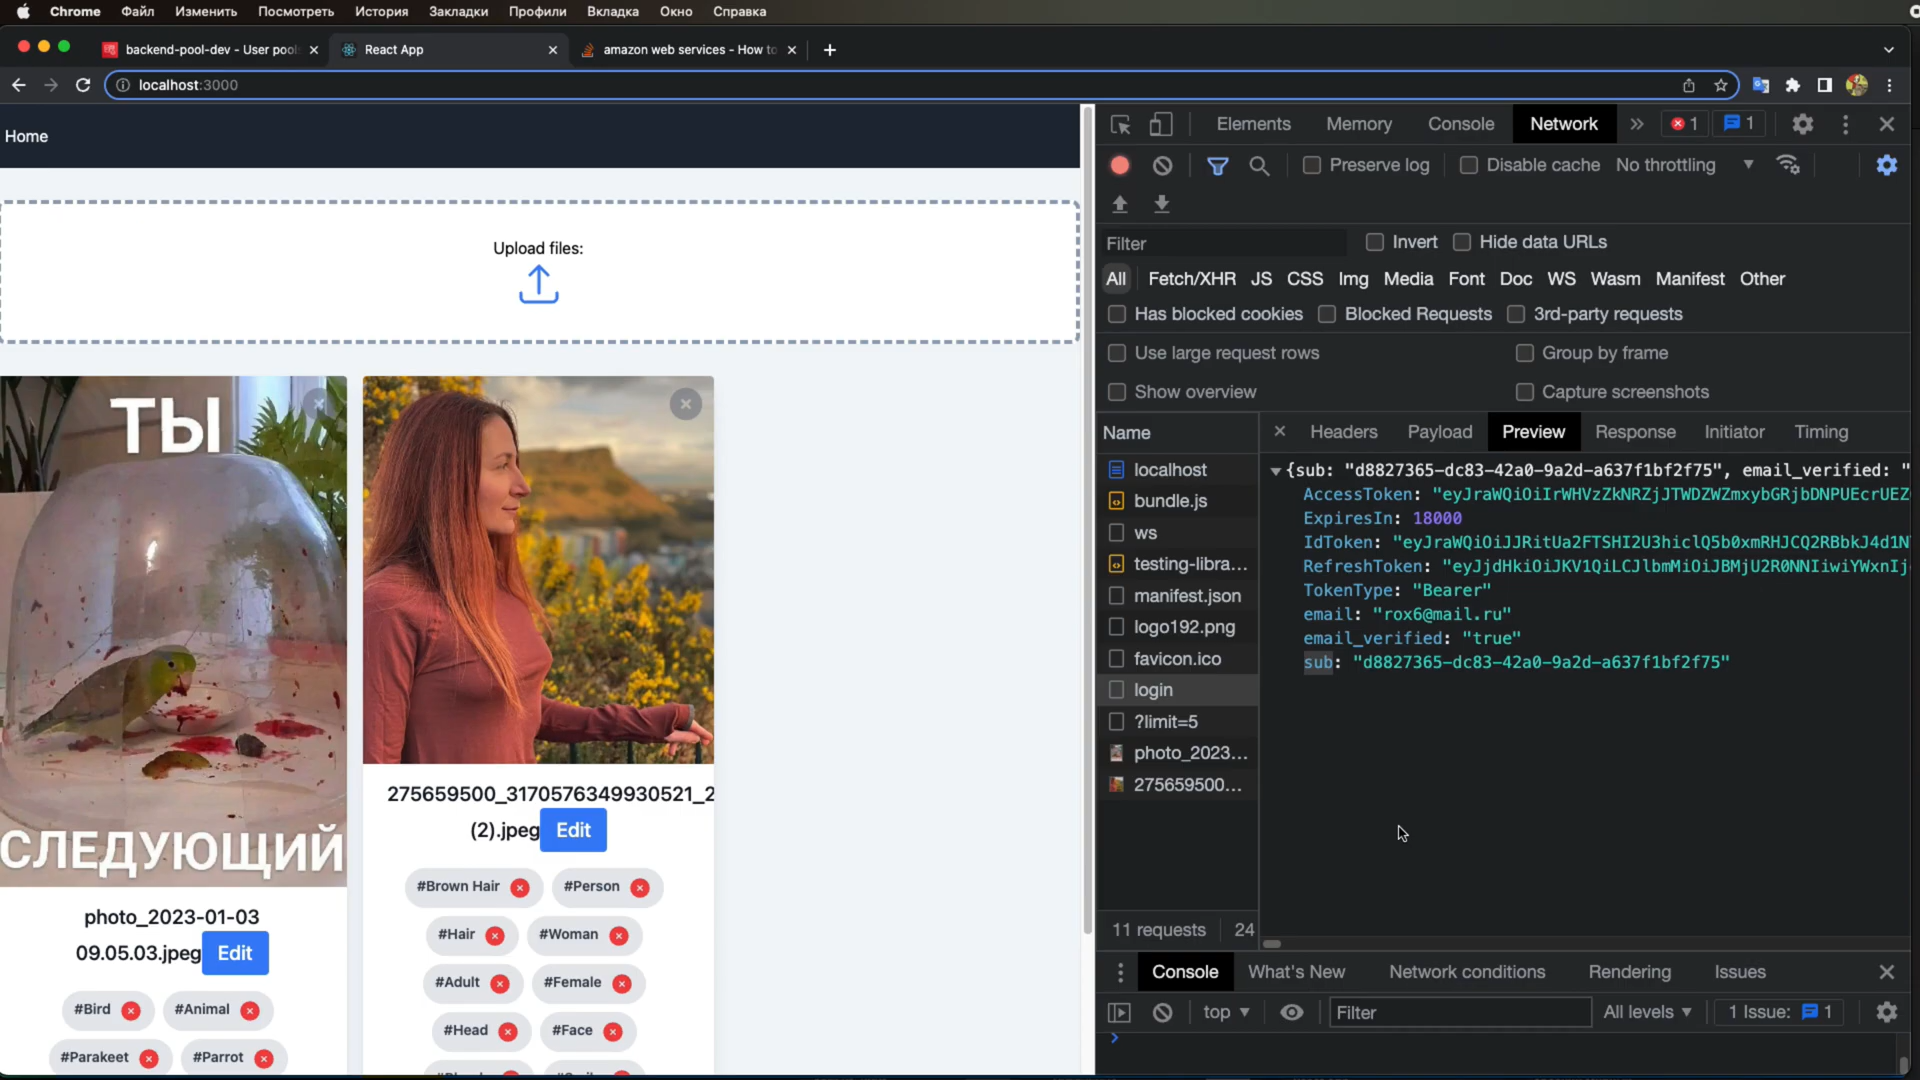 Chrome Файл Изменить Посмотреть История Закладки Профили Вкладка Окно Справка
backend-pool-dev - User pool
React App
amazon web services - How to
localhost:3000
Home
Upload files:
ТЫ
СЛЕДУЮЩИЙ
photo_2023-01-03
09.05.03.jpeg
Edit
#Bird
#Animal
#Parakeet
#Parrot
275659500_3170576349930521_2
(2).jpeg
Edit
#Brown Hair
#Person
#Hair
#Woman
#Adult
#Female
#Head
#Face
Elements Memory Console Network 1 1
Preserve log Disable cache No throttling
Filter Invert Hide data URLs
All Fetch/XHR JS CSS Img Media Font Doc WS Wasm Manifest Other
Has blocked cookies Blocked Requests 3rd-party requests
Use large request rows Group by frame
Show overview Capture screenshots
Name
localhost
bundle.js
ws
testing-libra...
manifest.json
logo192.png
favicon.ico
login
?limit=5
photo_2023...
275659500...
11 requests 24
Headers Payload Preview Response Initiator Timing
{sub: "d8827365-dc83-42a0-9a2d-a637f1bf2f75", email_verified: "
AccessToken: "eyJraWQiOiIrWHVzZkNRZjJTWDZWZmxybGRjbDNPUEcrUEZ
ExpiresIn: 18000
IdToken: "eyJraWQiOiJJRitUa2FTSHI2U3hiclQ5b0xmRHJCQ2RBbkJ4d1N
RefreshToken: "eyJjdHkiOiJKV1QiLCJlbmMiOiJBMjU2R0NNIiwiYWxnIj
TokenType: "Bearer"
email: "rox6@mail.ru"
email_verified: "true"
sub: "d8827365-dc83-42a0-9a2d-a637f1bf2f75"
Console What's New Network conditions Rendering Issues
top Filter All levels 1 Issue: 1